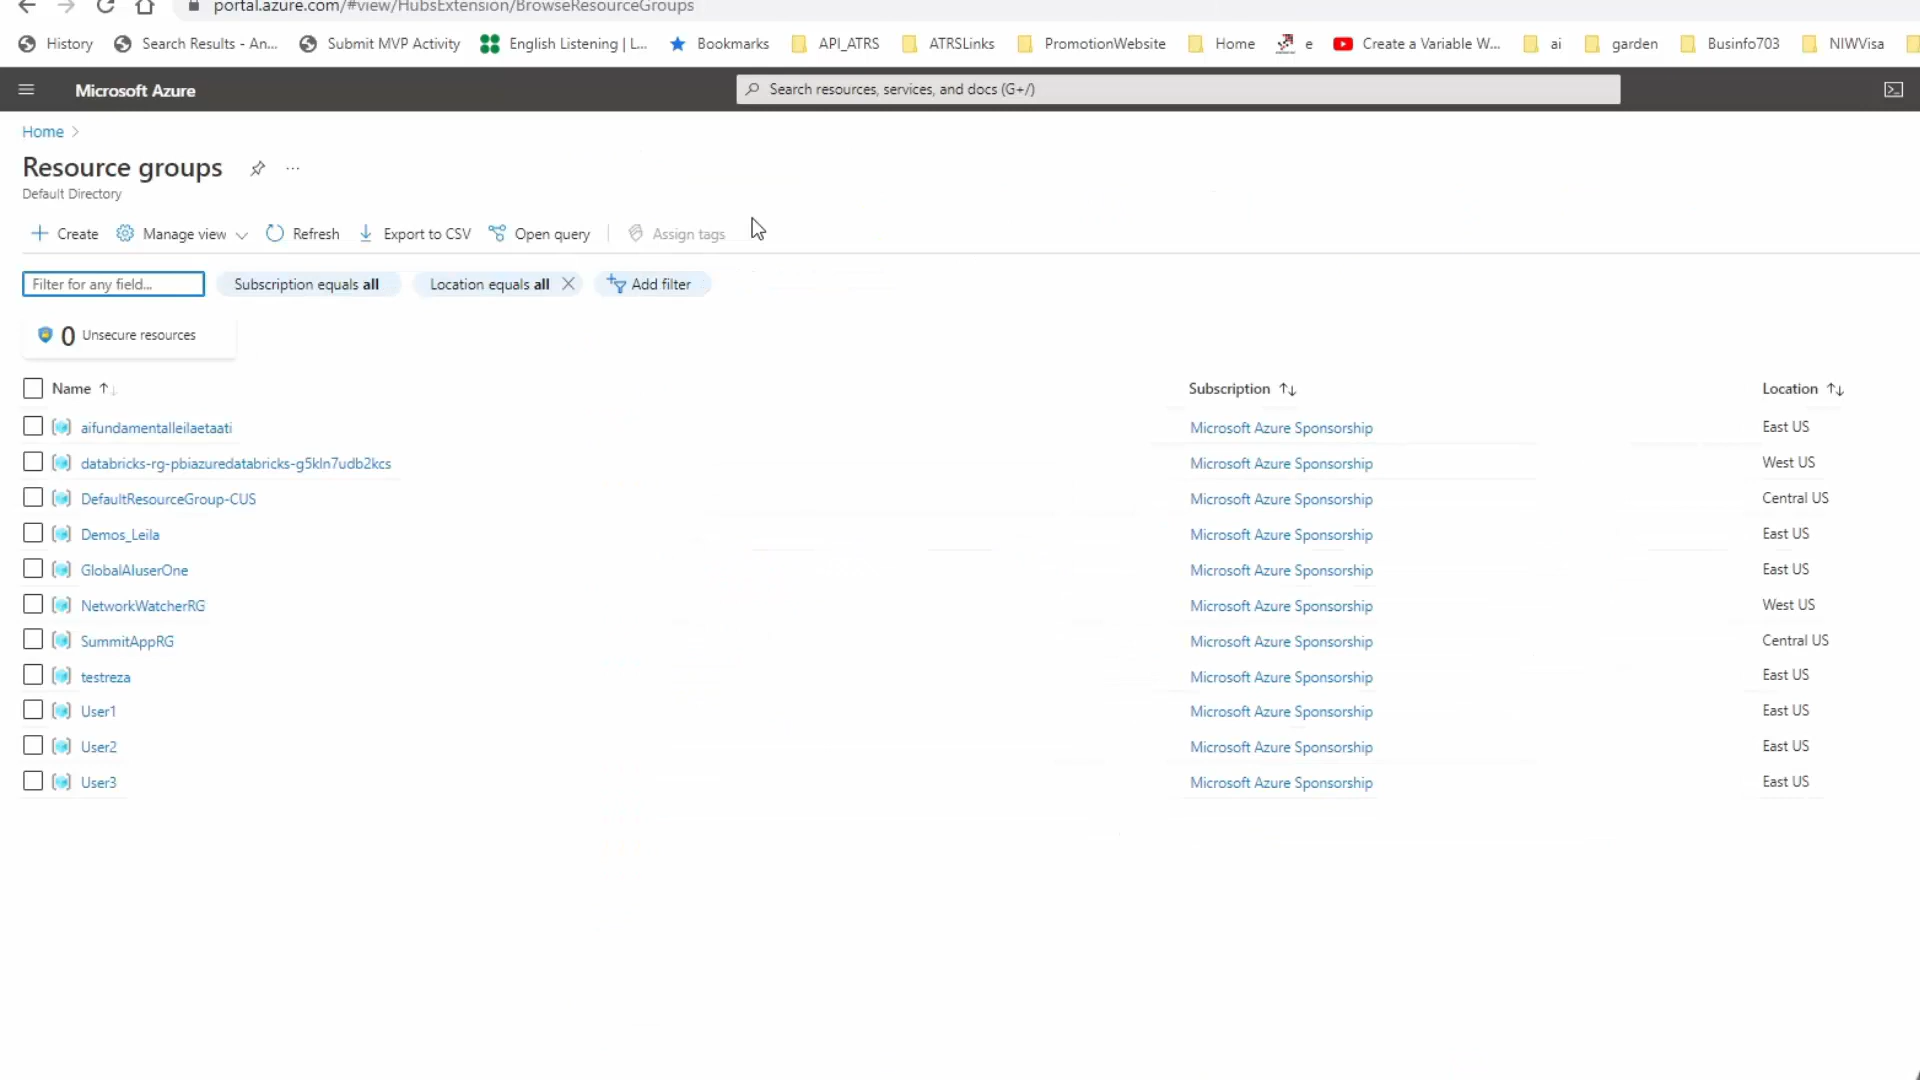 portal.azure.com/#view/HubsExtension/BrowseResourceGroups
History Search Results - An... Submit MVP Activity English Listening | L... Bookmarks API_ATRS ATRSLinks PromotionWebsite Home e Create a Variable W... ai garden Businfo703 NIWVisa
Microsoft Azure Search resources, services, and docs (G+/)
Home
Resource groups ...
Default Directory
Create Manage view Refresh Export to CSV Open query Assign tags
Filter for any field... Subscription equals all Location equals all Add filter
0 Unsecure resources
Name Subscription Location
aifundamentalleilaetaati Microsoft Azure Sponsorship East US
databricks-rg-pbiazuredatabricks-g5kln7udb2kcs Microsoft Azure Sponsorship West US
DefaultResourceGroup-CUS Microsoft Azure Sponsorship Central US
Demos_Leila Microsoft Azure Sponsorship East US
GlobalAIuserOne Microsoft Azure Sponsorship East US
NetworkWatcherRG Microsoft Azure Sponsorship West US
SummitAppRG Microsoft Azure Sponsorship Central US
testreza Microsoft Azure Sponsorship East US
User1 Microsoft Azure Sponsorship East US
User2 Microsoft Azure Sponsorship East US
User3 Microsoft Azure Sponsorship East US